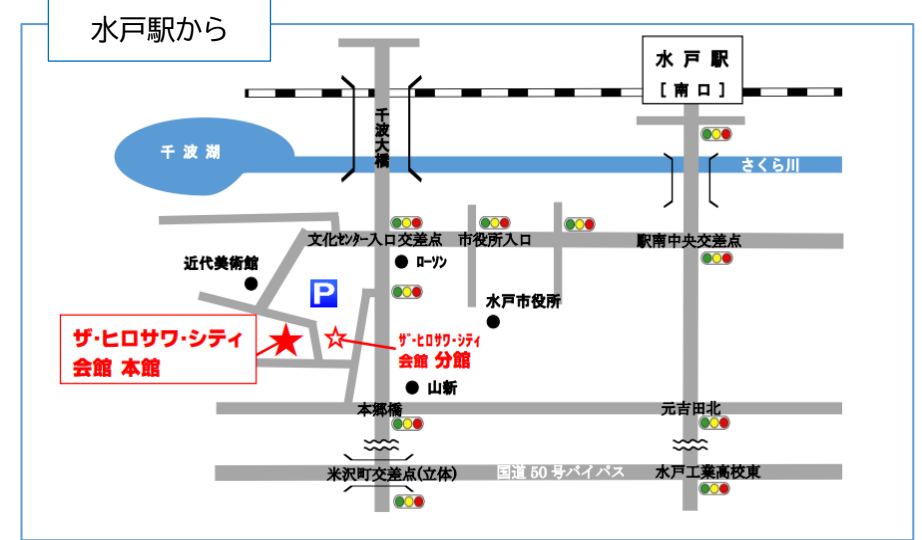 水戸駅から
水 戸 駅
[ 南 口 ]
千波大橋
千 波 湖
さくら川
文化センター入口交差点
市役所入口
駅南中央交差点
近代美術館
ローソン
P
水戸市役所
ザ・ヒロサワ・シティ
会館 本館
ザ・ヒロサワ・シティ
会館 分館
山新
本郷橋
元吉田北
米沢町交差点(立体)
国道50号バイパス
水戸工業高校東